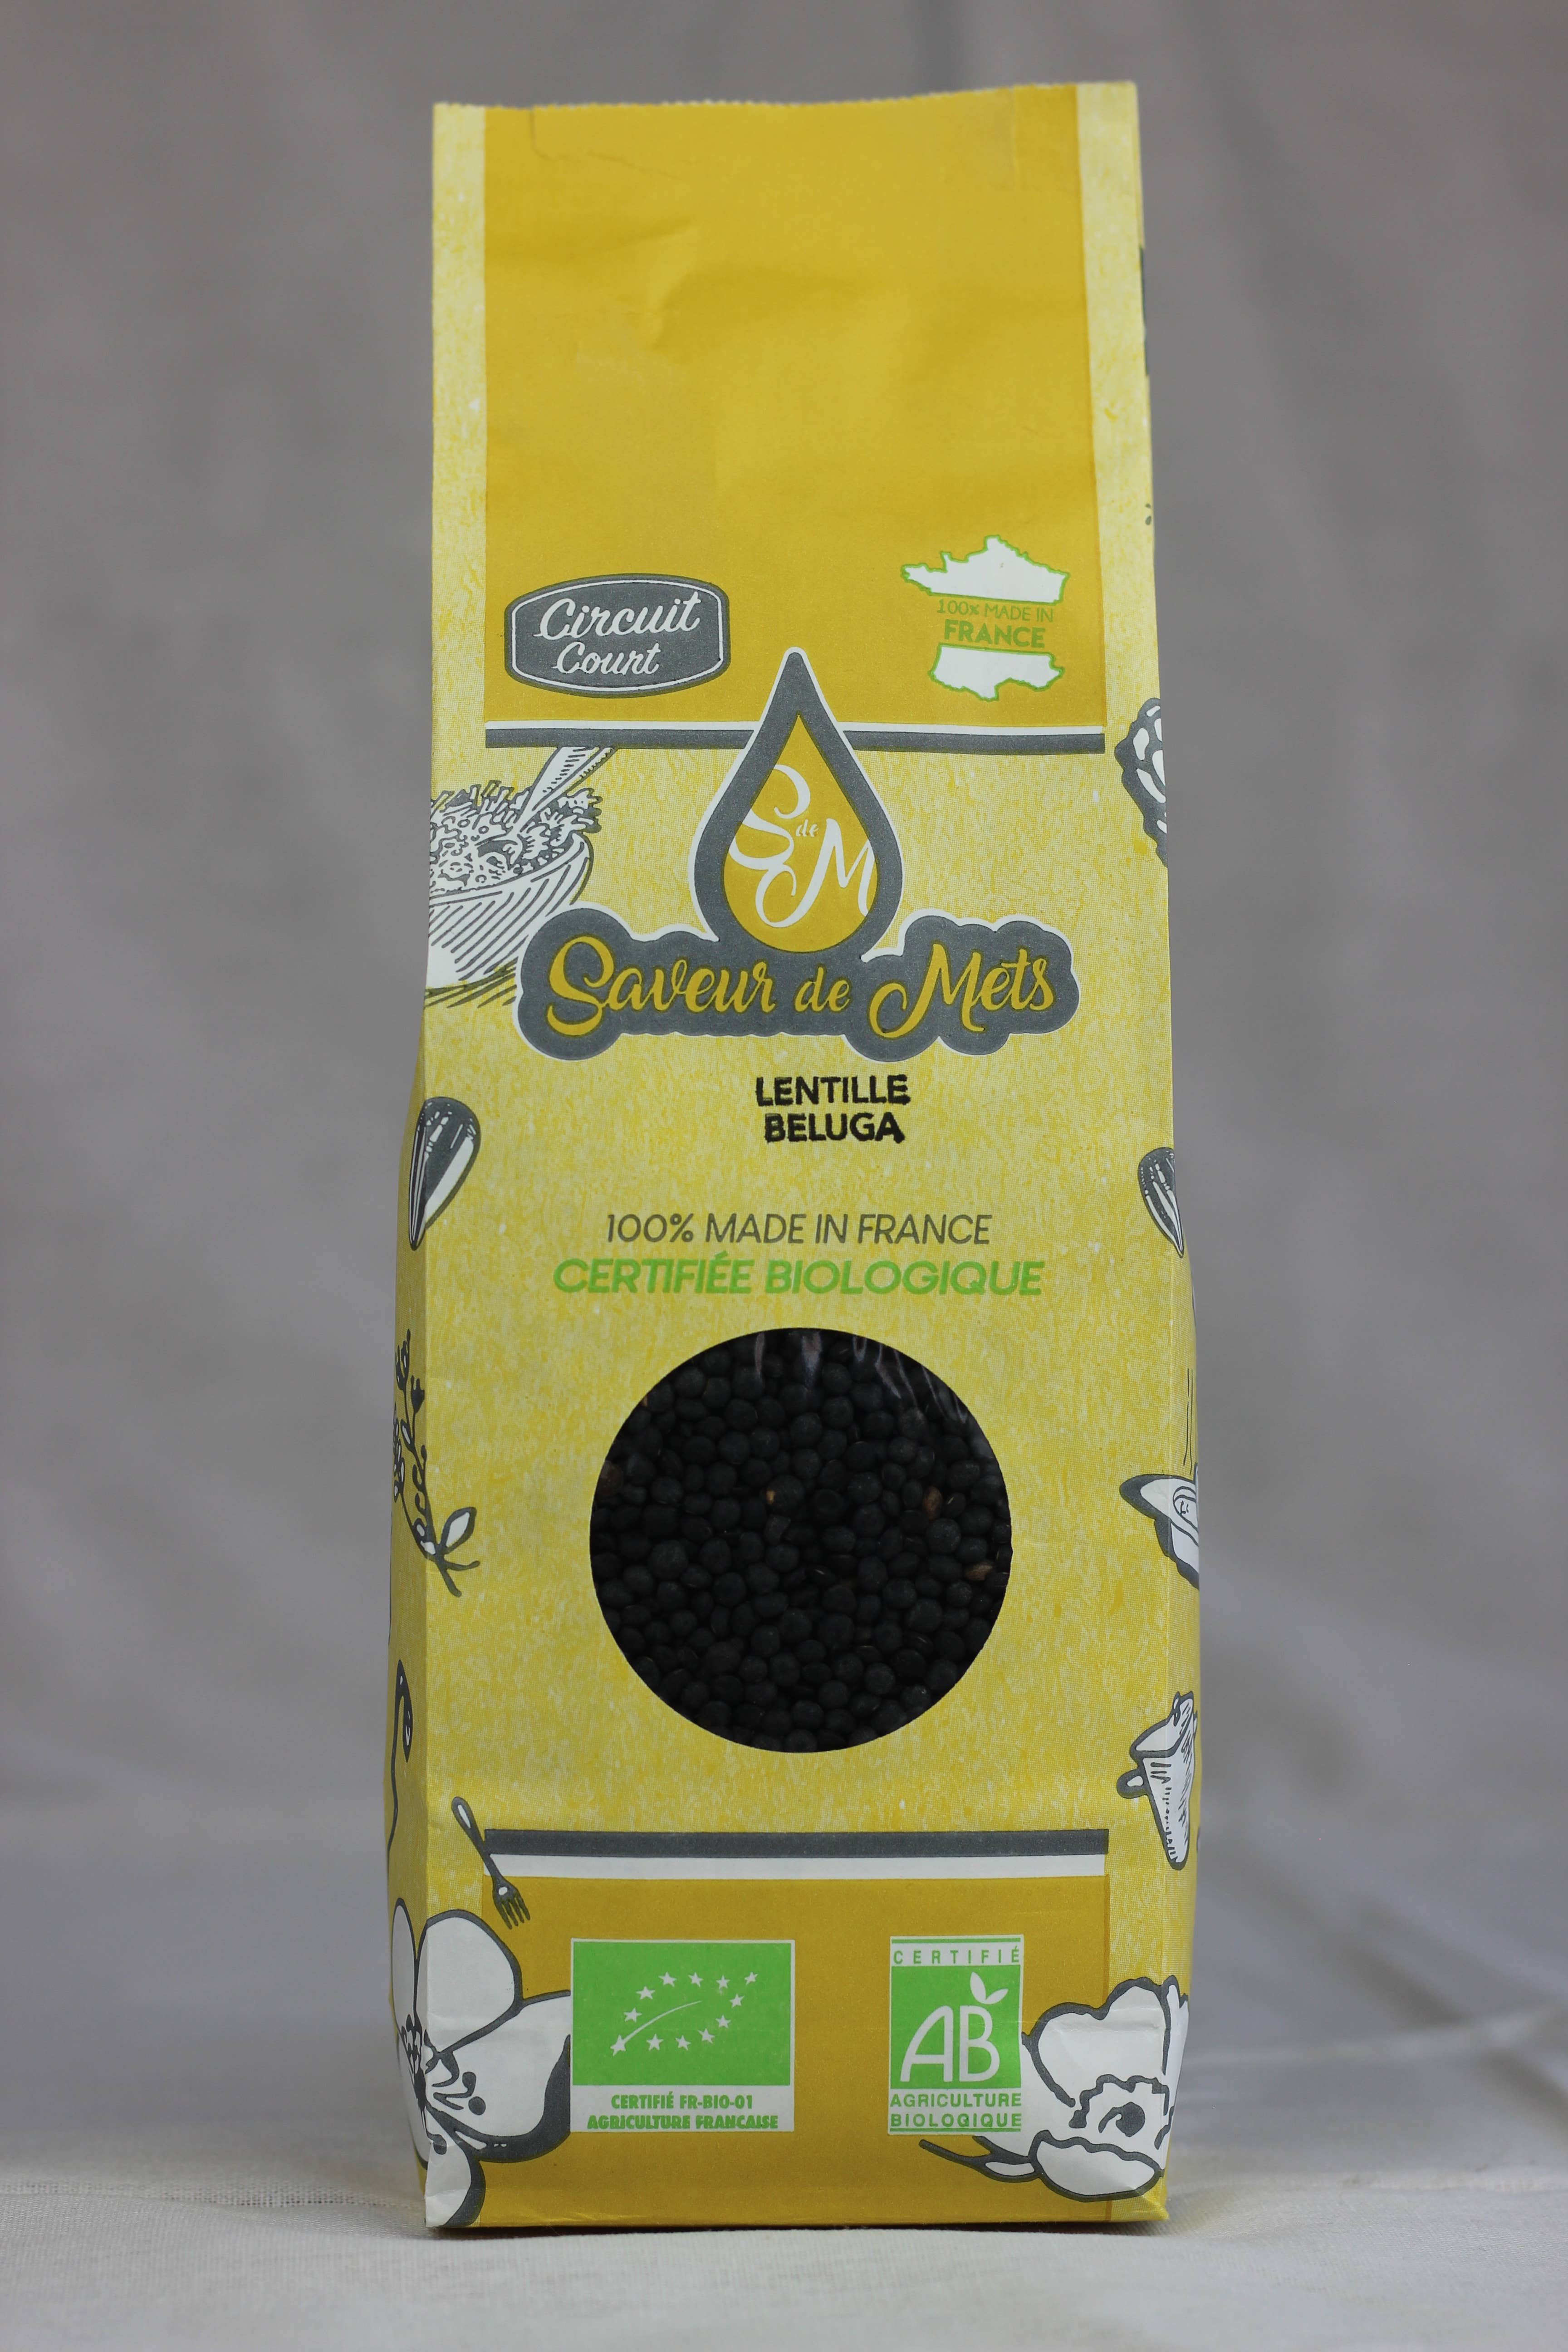 Circuit
Court
100% MADE IN
FRANCE
S de M
Saveur de Mets
LENTILLE
BELUGA
100% MADE IN FRANCE
CERTIFIÉE BIOLOGIQUE
CERTIFIÉ FR-BIO-01
AGRICULTURE FRANCAISE
CERTIFIÉ
AB
AGRICULTURE
BIOLOGIQUE